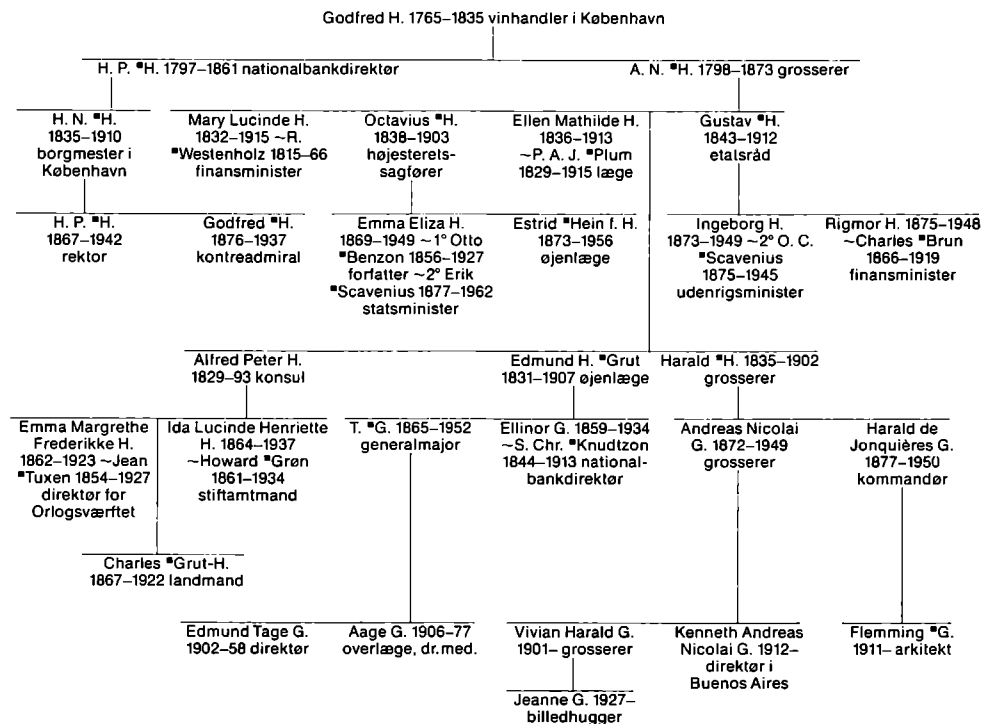 Godfred H. 1765–1835 vinhandler i København
H. P. ■H. 1797–1861 nationalbankdirektør
A. N. ■H. 1798–1873 grosserer
H. N. ■H.
1835–1910
borgmester i
København
Mary Lucinde H.
1832–1915 ~R.
■Westenholz 1815–66
finansminister
Octavius ■H.
1838–1903
højesterets-
sagfører
Ellen Mathilde H.
1836–1913
~P. A. J. ■Plum
1829–1915 læge
Gustav ■H.
1843–1912
etatsråd
H. P. ■H.
1867–1942
rektor
Godfred ■H.
1876–1937
kontreadmiral
Emma Eliza H.
1869–1949 ~1° Otto
■Benzon 1856–1927
forfatter ~2° Erik
■Scavenius 1877–1962
statsminister
Estrid ■Hein f. H.
1873–1956
øjenlæge
Ingeborg H.
1873–1949 ~2° O. C.
■Scavenius
1875–1945
udenrigsminister
Rigmor H. 1875–1948
~Charles ■Brun
1866–1919
finansminister
Alfred Peter H.
1829–93 konsul
Edmund H. ■Grut
1831–1907 øjenlæge
Harald ■H. 1835–1902
grosserer
Emma Margrethe
Frederikke H.
1862–1923 ~Jean
■Tuxen 1854–1927
direktør for
Orlogsværftet
Ida Lucinde Henriette
H. 1864–1937
~Howard ■Grøn
1861–1934
stiftamtmand
T. ■G. 1865–1952
generalmajor
Ellinor G. 1859–1934
~S. Chr. ■Knudtzon
1844–1913 national-
bankdirektør
Andreas Nicolai
G. 1872–1949
grosserer
Harald de
Jonquières G.
1877–1950
kommandør
Charles ■Grut-H.
1867–1922 landmand
Edmund Tage G.
1902–58 direktør
Aage G. 1906–77
overlæge, dr. med.
Vivian Harald G.
1901– grosserer
Kenneth Andreas
Nicolai G. 1912–
direktør i
Buenos Aires
Flemming ■G.
1911– arkitekt
Jeanne G. 1927–
billedhugger